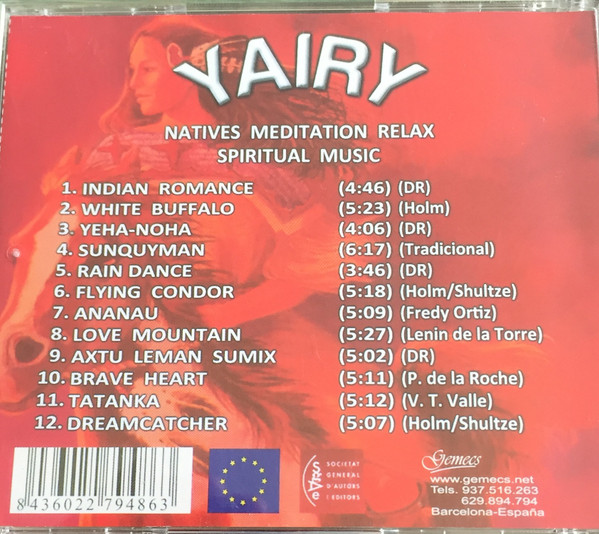 YAIRY
NATIVES MEDITATION RELAX
SPIRITUAL MUSIC
1. INDIAN ROMANCE (4:46) (DR)
2. WHITE BUFFALO (5:23) (Holm)
3. YEHA-NOHA (4:06) (DR)
4. SUNQUYMAN (6:17) (Tradicional)
5. RAIN DANCE (3:46) (DR)
6. FLYING CONDOR (5:18) (Holm/Shultze)
7. ANANAU (5:09) (Fredy Ortiz)
8. LOVE MOUNTAIN (5:27) (Lenin de la Torre)
9. AXTU LEMAN SUMIX (5:02) (DR)
10. BRAVE HEART (5:11) (P. de la Roche)
11. TATANKA (5:12) (V. T. Valle)
12. DREAMCATCHER (5:07) (Holm/Shultze)
8 436022 794863
SOCIETAT
GENERAL
D'AUTORS
I EDITORS
Gemecs
www.gemecs.net
Tels. 937.516.263
629.894.794
Barcelona-España